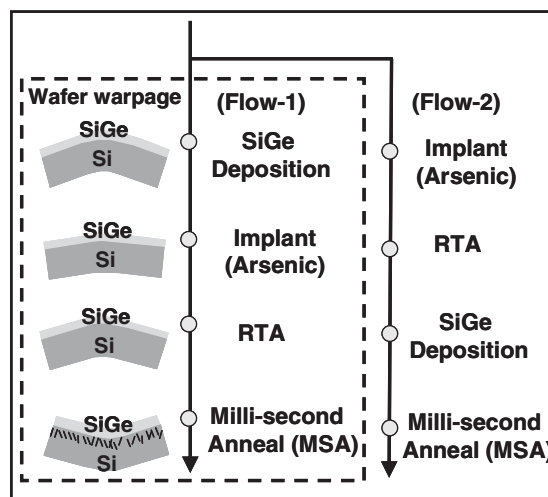 Wafer warpage
SiGe
Si
SiGe
Si
SiGe
Si
SiGe
Si
(Flow-1)
SiGe
Deposition
Implant
(Arsenic)
RTA
Milli-second
Anneal (MSA)
(Flow-2)
Implant
(Arsenic)
RTA
SiGe
Deposition
Milli-second
Anneal (MSA)